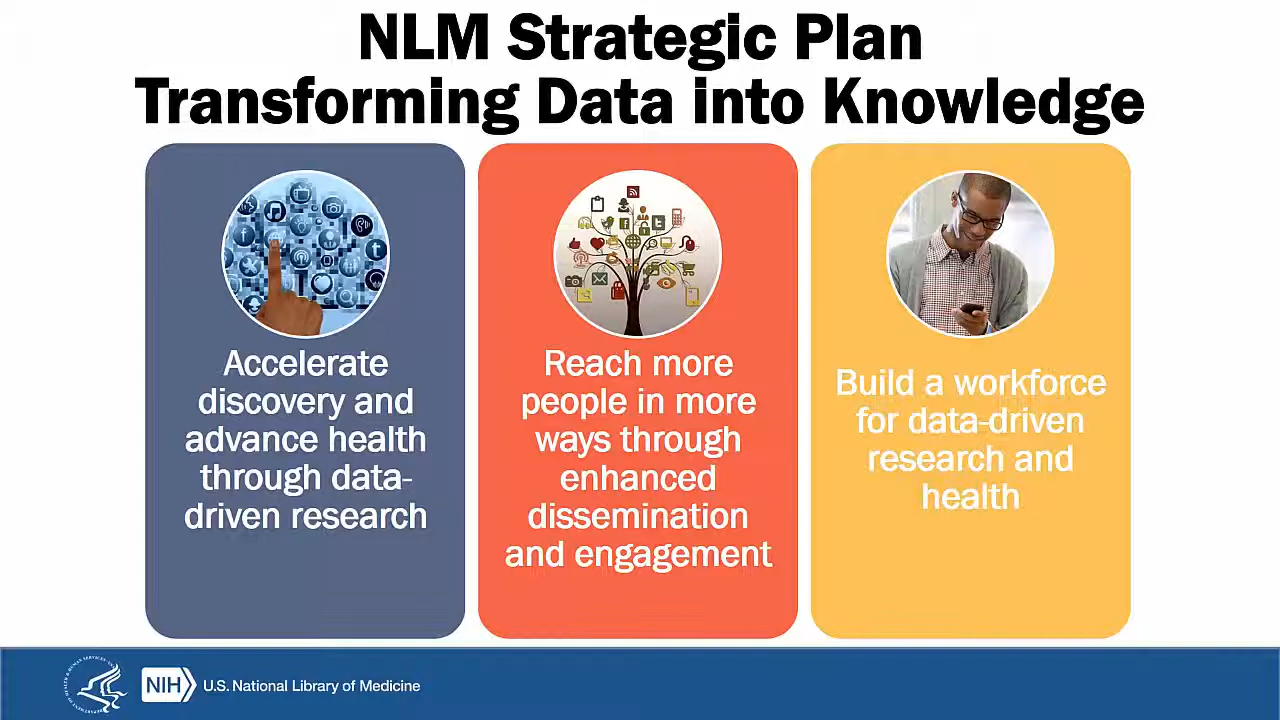 NLM Strategic Plan
Transforming Data into Knowledge
Accelerate
discovery and
advance health
through data-
driven research
Reach more
people in more
ways through
enhanced
dissemination
and engagement
Build a workforce
for data-driven
research and
health
NIH
U.S. National Library of Medicine